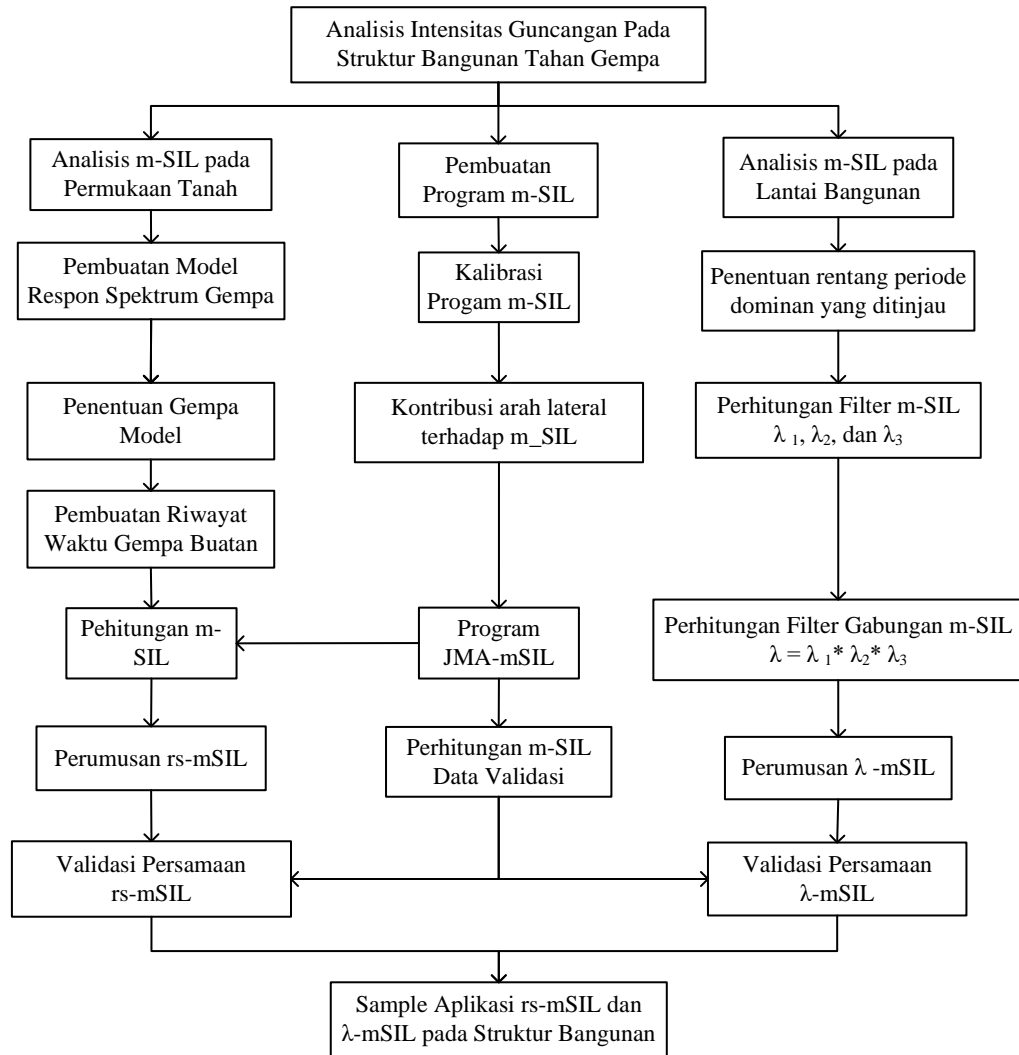 Analisis Intensitas Guncangan Pada
Struktur Bangunan Tahan Gempa
Analisis m-SIL pada
Permukaan Tanah
Pembuatan
Program m-SIL
Analisis m-SIL pada
Lantai Bangunan
Pembuatan Model
Respon Spektrum Gempa
Kalibrasi
Progam m-SIL
Penentuan rentang periode
dominan yang ditinjau
Penentuan Gempa
Model
Kontribusi arah lateral
terhadap m_SIL
Perhitungan Filter m-SIL
λ 1, λ2, dan λ3
Pembuatan Riwayat
Waktu Gempa Buatan
Pehitungan m-
SIL
Program
JMA-mSIL
Perhitungan Filter Gabungan m-SIL
λ = λ 1* λ2* λ3
Perumusan rs-mSIL
Perhitungan m-SIL
Data Validasi
Perumusan λ -mSIL
Validasi Persamaan
rs-mSIL
Validasi Persamaan
λ-mSIL
Sample Aplikasi rs-mSIL dan
λ-mSIL pada Struktur Bangunan